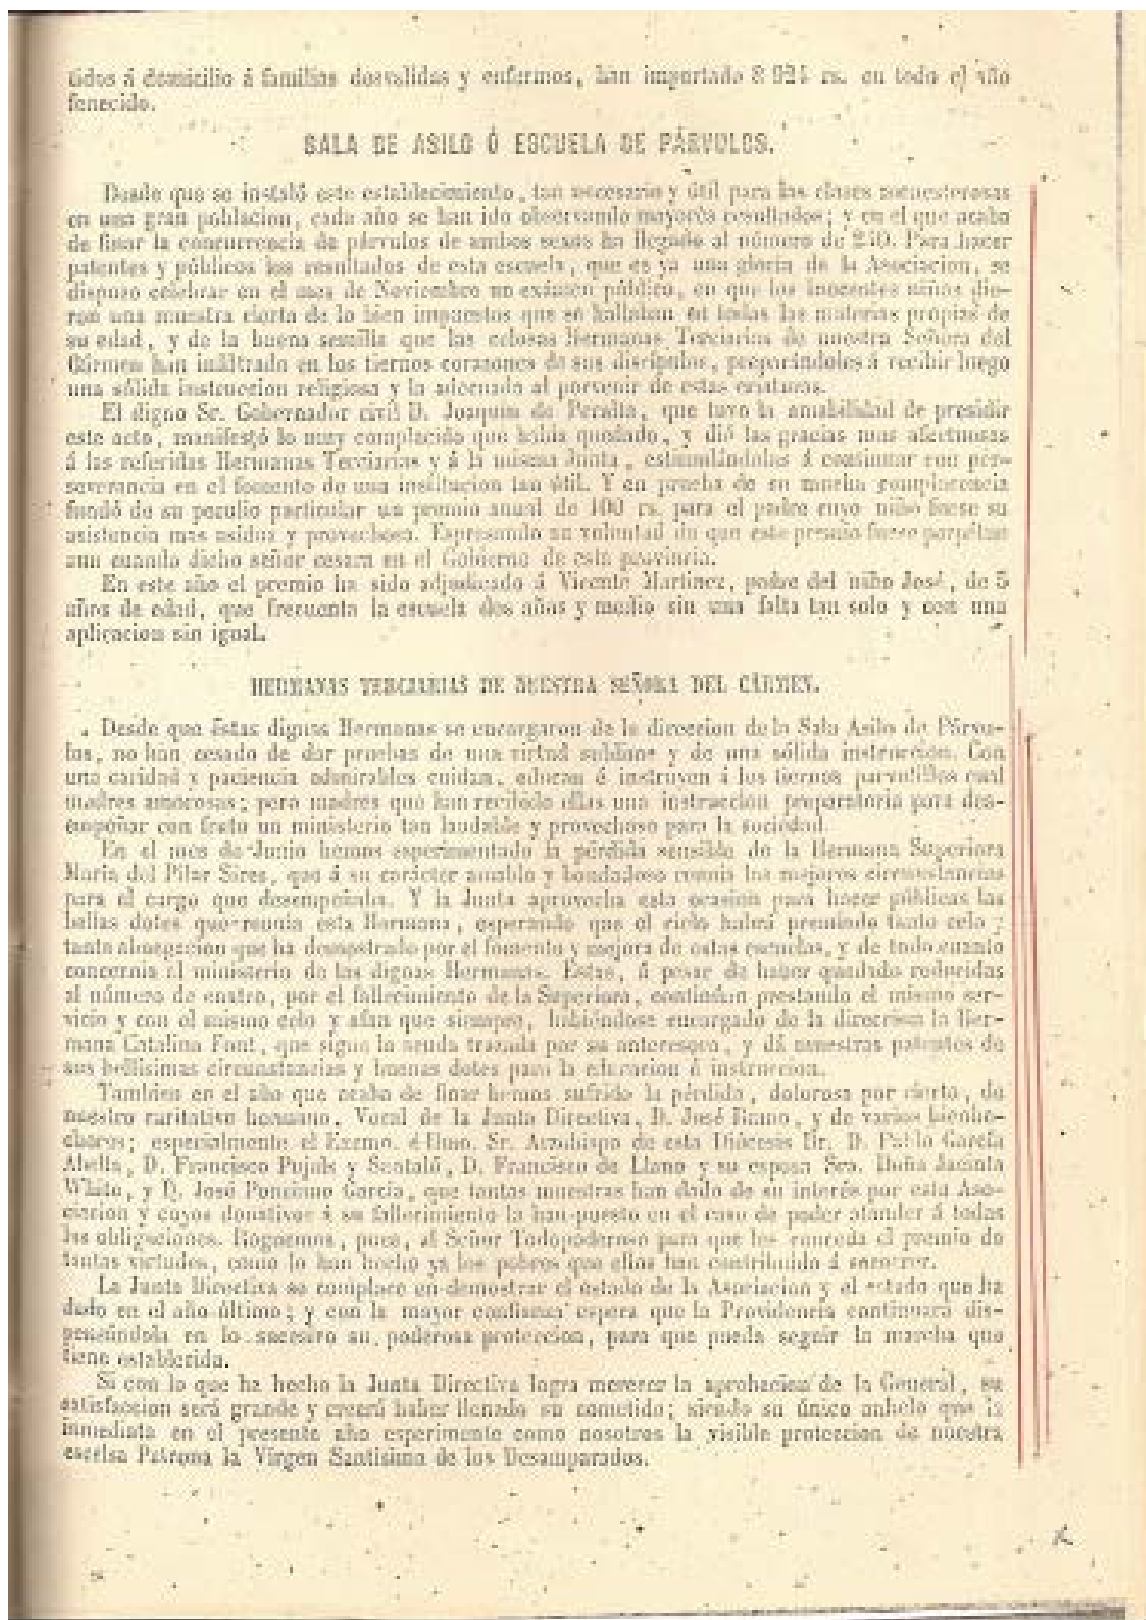 tidos á domicilio á familias desvalidas y enfermos, han importado 8 924 rs. en todo el año
fenecido.
SALA DE ASILO Ó ESCUELA DE PÁRVULOS.
Desde que se instaló este establecimiento, tan necesario y útil para las clases menesterosas
en una gran poblacion, cada año se han ido observando mayores resultados; y en el que acaba
de finar la concurrencia de párvulos de ambos sexos ha llegado al número de 250. Para hacer
patentes y públicos los resultados de esta escuela, que es ya una gloria de la Asociacion, se
dispuso celebrar en el mes de Noviembre un exámen público, en que los inocentes niños die-
ron una muestra cierta de lo bien impuestos que se hallaban en todas las materias propias de
su edad, y de la buena semilla que las celosas Hermanas Terciarias de nuestra Señora del
Cármen han infiltrado en los tiernos corazones de sus discípulos, preparándoles á recibir luego
una sólida instruccion religiosa y la adecuada al porvenir de estas criaturas.
El digno Sr. Gobernador civil D. Joaquin de Peralta, que tuvo la amabilidad de presidir
este acto, manifestó lo muy complacido que habia quedado, y dió las gracias mas afectuosas
á las referidas Hermanas Terciarias y á la misma Junta, estimulándolas á continuar con per-
severancia en el fomento de una institucion tan útil. Y en prueba de su mucha complacencia
fundó de su peculio particular un premio anual de 100 rs. para el padre cuyo niño fuese su
asistencia mas asidua y provechosa. Expresando su voluntad de que este premio fuese perpétuo
aun cuando dicho señor cesara en el Gobierno de esta provincia.
En este año el premio ha sido adjudicado á Vicente Martinez, padre del niño José, de 5
años de edad, que frecuenta la escuela dos años y medio sin una falta tan solo y con una
aplicacion sin igual.
HERMANAS TERCIARIAS DE NUESTRA SEÑORA DEL CÁRMEN.
Desde que éstas dignas Hermanas se encargaron de la direccion de la Sala Asilo de Párvu-
los, no han cesado de dar pruebas de una virtud sublime y de una sólida instruccion. Con
una caridad y paciencia admirables cuidan, educan é instruyen á los tiernos parvulillos cual
madres amorosas; pero madres que han recibido ellas una instruccion preparatoria para des-
empeñar con fruto un ministerio tan laudable y provechoso para la sociedad.
En el mes de Junio hemos esperimentado la pérdida sensible de la Hermana Superiora
Maria del Pilar Sires, que á su carácter amable y bondadoso reunia las mejores circunstancias
para el cargo que desempeñaba. Y la Junta aprovecha esta ocasion para hacer públicas las
bellas dotes que reunia esta Hermana, esperando que el cielo habrá premiado tanto celo y
tanta abnegacion que ha demostrado por el fomento y mejora de estas escuelas, y de todo cuanto
concernia al ministerio de las dignas Hermanas. Estas, á pesar de haber quedado reducidas
al número de cuatro, por el fallecimiento de la Superiora, continúan prestando el mismo ser-
vicio y con el mismo celo y afan que siempre, habiéndose encargado de la direccion la Her-
mana Catalina Font, que sigue la senda trazada por su antecesora, y dá muestras patentes de
sus bellísimas circunstancias y buenas dotes para la educacion é instruccion.
Tambien en el año que acaba de finar hemos sufrido la pérdida, dolorosa por cierto, de
nuestro caritativo hermano, Vocal de la Junta Directiva, D. José y de varios bienhe-
chores; especialmente el Excmo. é Ilmo. Sr. Arzobispo de esta Diócesis Dr. D. Pablo García
Abella, D. Francisco Pujals y Santaló, D. Francisco de Llano y su esposa Sra. Doña Jacinta
White, y D. José Ponciano García, que tantas muestras han dado de su interés por esta Aso-
ciacion y cuyos donativos á su fallecimiento la han puesto en el caso de poder atender á todas
las obligaciones. Roguemos, pues, al Señor Todopoderoso para que les conceda el premio de
tantas virtudes, como lo han hecho ya los pobres que ellos han contribuido á socorrer.
La Junta Directiva se complace en demostrar el estado de la Asociacion y el estado que ha
dado en el año último; y con la mayor confianza espera que la Providencia continuará dis-
pensándola en lo sucesivo su poderosa proteccion, para que pueda seguir la marcha que
tiene establecida.
Si con lo que ha hecho la Junta Directiva logra merecer la aprobacion de la General, su
satisfaccion será grande y creerá haber llenado su cometido; siendo su único anhelo que la
inmediata en el presente año esperimente como nosotros la visible proteccion de nuestra
escelsa Patrona la Vírgen Santísima de los Desamparados.